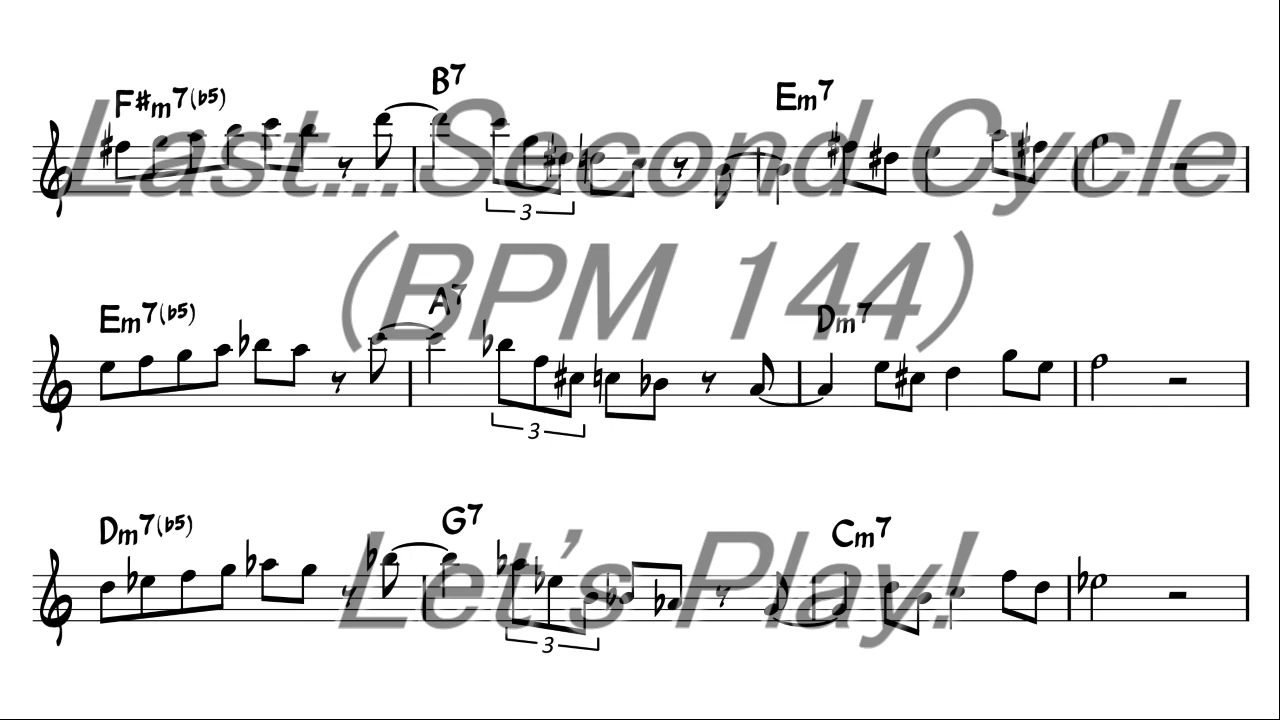 F#m7(b5) B7 Em7
Last...Second Cycle
3
(BPM 144)
Em7(b5) A7 Dm7
3
Dm7(b5) G7 Cm7
Let's Play!
3